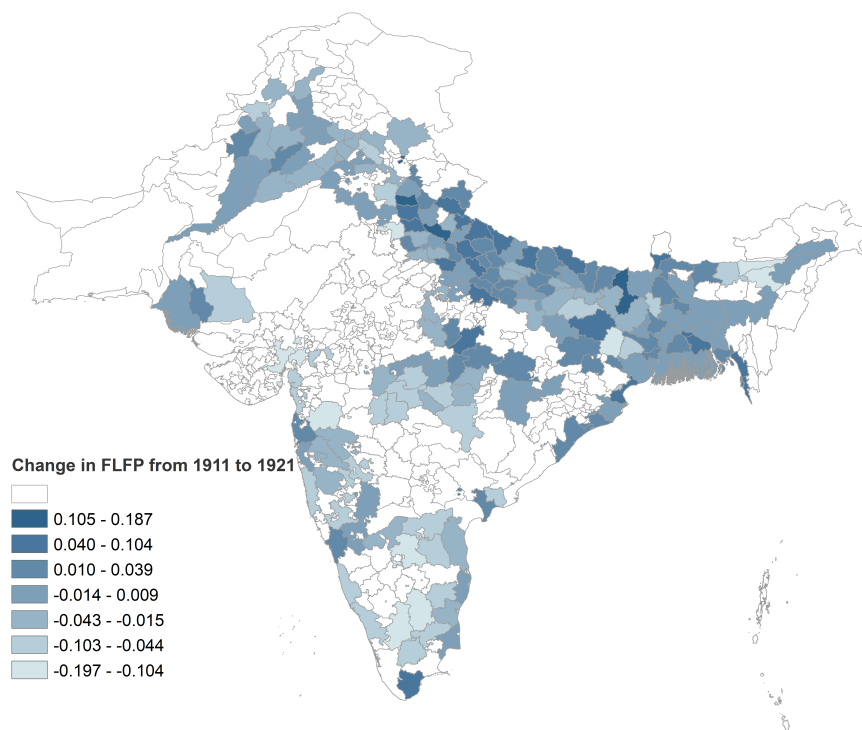 Change in FLFP from 1911 to 1921
0.105 - 0.187
0.040 - 0.104
0.010 - 0.039
-0.014 - 0.009
-0.043 - -0.015
-0.103 - -0.044
-0.197 - -0.104